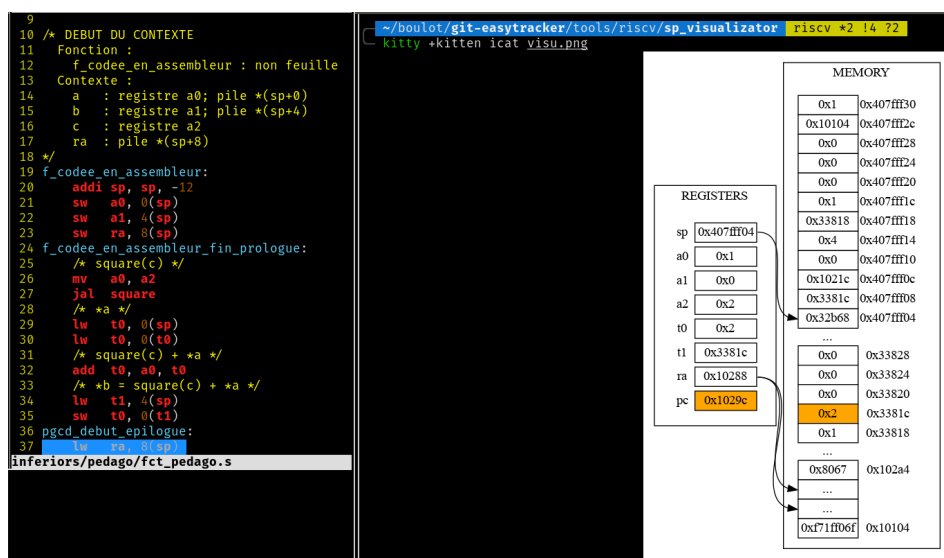 9
10 /* DEBUT DU CONTEXTE
11 Fonction :
12 f_codee_en_assembleur : non feuille
13 Contexte :
14 a : registre a0; pile *(sp+0)
15 b : registre a1; plie *(sp+4)
16 c : registre a2
17 ra : pile *(sp+8)
18 */
19 f_codee_en_assembleur:
20 addi sp, sp, -12
21 sw a0, 0(sp)
22 sw a1, 4(sp)
23 sw ra, 8(sp)
24 f_codee_en_assembleur_fin_prologue:
25 /* square(c) */
26 mv a0, a2
27 jal square
28 /* *a */
29 lw t0, 0(sp)
30 lw t0, 0(t0)
31 /* square(c) + *a */
32 add t0, a0, t0
33 /* *b = square(c) + *a */
34 lw t1, 4(sp)
35 sw t0, 0(t1)
36 pgcd_debut_epilogue:
37 lw ra, 8(sp)
inferiors/pedago/fct_pedago.s
~/boulot/git-easytracker/tools/riscv/sp_visualizator riscv *2 !4 ?2
kitty +kitten icat visu.png
REGISTERS
sp 0x407fff04
a0 0x1
a1 0x0
a2 0x2
t0 0x2
t1 0x3381c
ra 0x10288
pc 0x1029c
MEMORY
0x1 0x407fff30
0x10104 0x407fff2c
0x0 0x407fff28
0x0 0x407fff24
0x0 0x407fff20
0x1 0x407fff1c
0x33818 0x407fff18
0x4 0x407fff14
0x0 0x407fff10
0x1021c 0x407fff0c
0x3381c 0x407fff08
0x32b68 0x407fff04
...
0x0 0x33828
0x0 0x33824
0x0 0x33820
0x2 0x3381c
0x1 0x33818
...
0x8067 0x102a4
...
...
0xf71ff06f 0x10104